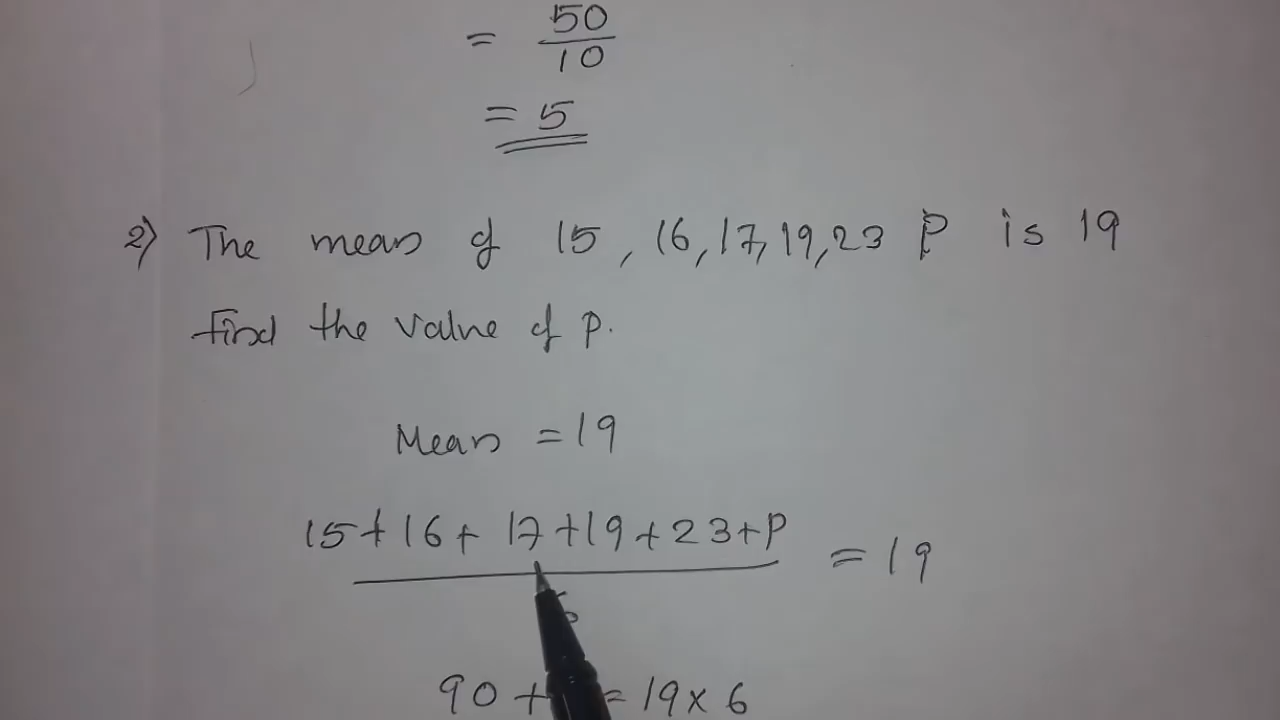 = 50/10
= 5
2) The mean of 15, 16, 17, 19, 23 P is 19
find the value of p.
Mean = 19
15+16+17+19+23+P = 19
90 + = 19 x 6